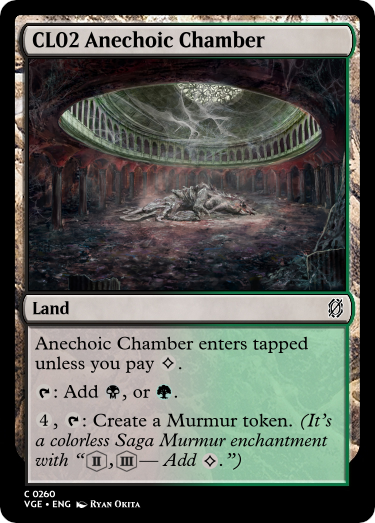 CL02 Anechoic Chamber
Land
Anechoic Chamber enters tapped
unless you pay ◇.
T: Add B, or G.
4, T: Create a Murmur token. (It's
a colorless Saga Murmur enchantment
with “II, III— Add ◇.”)
C 0260
VGE • ENG Ryan Okita